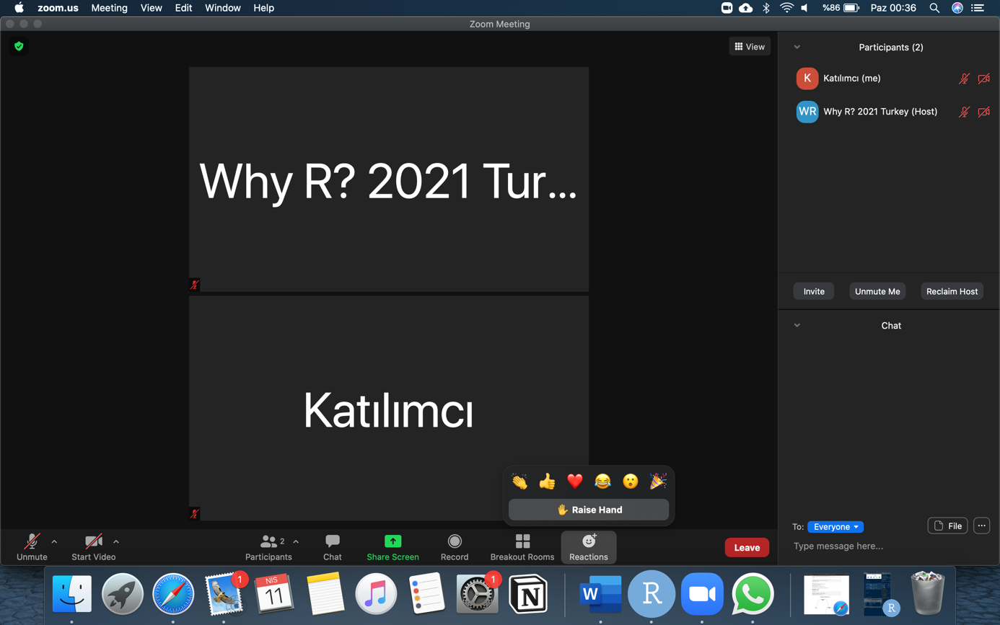 zoom.us Meeting View Edit Window Help %86 Paz 00:36
Zoom Meeting
View
Participants (2)
K Katılımcı (me)
WR Why R? 2021 Turkey (Host)
Why R? 2021 Tur...
Invite Unmute Me Reclaim Host
Chat
Katılımcı
Raise Hand
To: Everyone File
Type message here...
Unmute Start Video 2 Participants Chat Share Screen Record Breakout Rooms Reactions Leave
1 NIS 11 1 N W R R